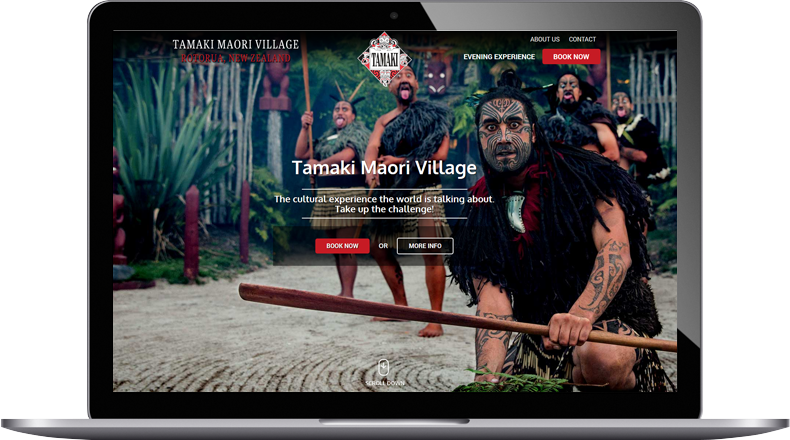 TAMAKI MAORI VILLAGE
ROTORUA, NEW ZEALAND
TAMAKI
ABOUT US CONTACT
EVENING EXPERIENCE BOOK NOW
Tamaki Maori Village
The cultural experience the world is talking about.
Take up the challenge!
BOOK NOW OR MORE INFO
SCROLL DOWN